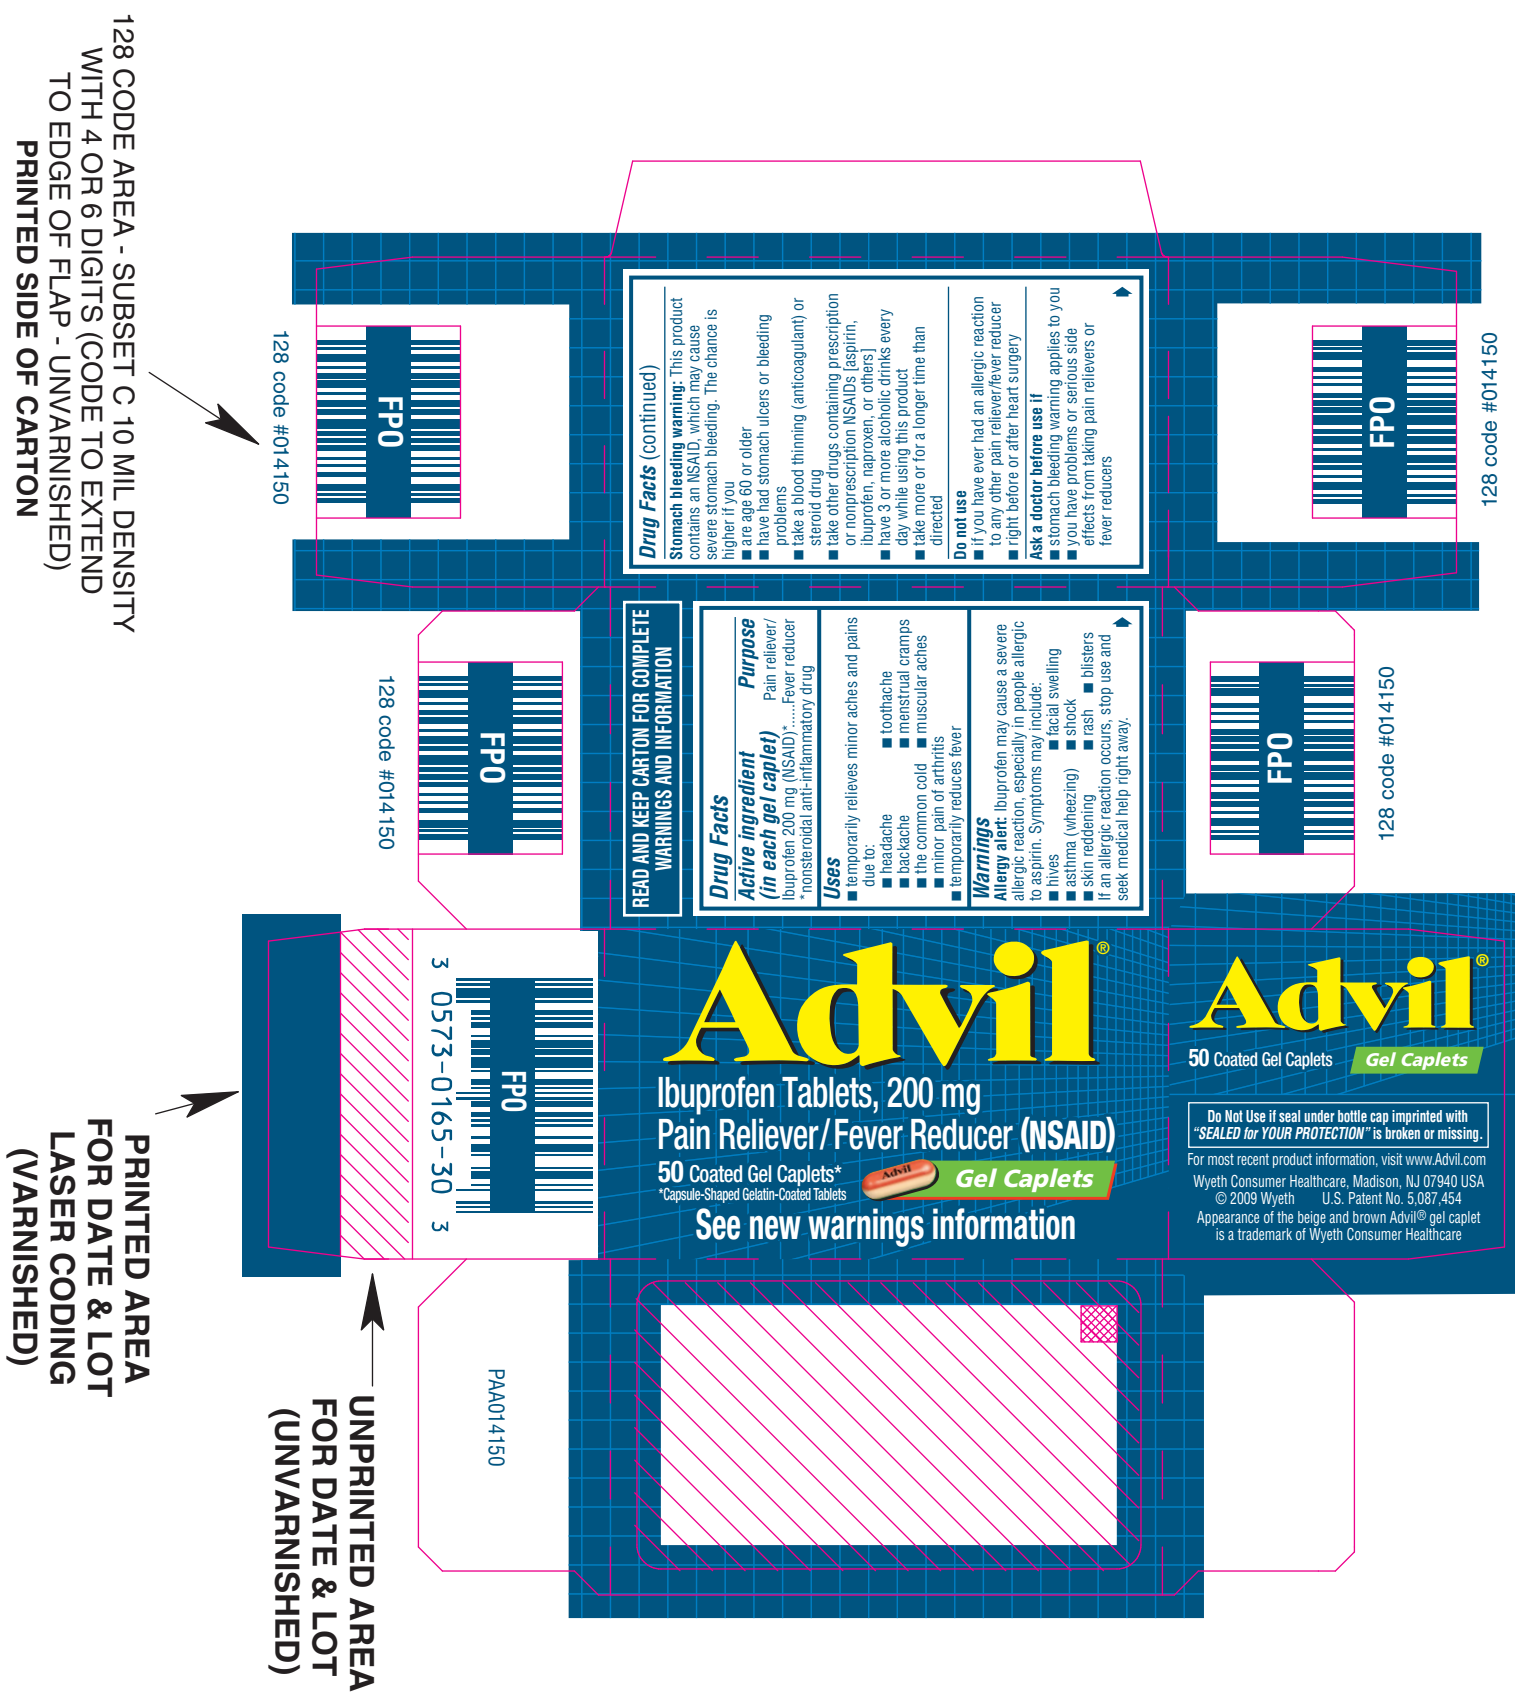 128 CODE AREA - SUBSET C 10 MIL DENSITY
WITH 4 OR 6 DIGITS (CODE TO EXTEND
TO EDGE OF FLAP - UNVARNISHED)
PRINTED SIDE OF CARTON
128 code #014150
FPO
Drug Facts (continued)
Stomach bleeding warning: This product
contains an NSAID, which may cause
severe stomach bleeding. The chance is
higher if you
■ are age 60 or older
■ have had stomach ulcers or bleeding
problems
■ take a blood thinning (anticoagulant) or
steroid drug
■ take other drugs containing prescription
or nonprescription NSAIDs [aspirin,
ibuprofen, naproxen, or others]
■ have 3 or more alcoholic drinks every
day while using this product
■ take more or for a longer time than
directed
Do not use
■ if you have ever had an allergic reaction
to any other pain reliever/fever reducer
■ right before or after heart surgery
Ask a doctor before use if
■ stomach bleeding warning applies to you
■ you have problems or serious side
effects from taking pain relievers or
fever reducers
FPO
128 code #014150
128 code #014150
FPO
READ AND KEEP CARTON FOR COMPLETE
WARNINGS AND INFORMATION
Drug Facts
Active ingredient Purpose
(in each gel caplet) Pain reliever/
Ibuprofen 200 mg (NSAID)*......Fever reducer
*nonsteroidal anti-inflammatory drug
Uses
■ temporarily relieves minor aches and pains
due to:
■ headache ■ toothache
■ backache ■ menstrual cramps
■ the common cold ■ muscular aches
■ minor pain of arthritis
■ temporarily reduces fever
Warnings
Allergy alert: Ibuprofen may cause a severe
allergic reaction, especially in people allergic
to aspirin. Symptoms may include:
■ hives ■ facial swelling
■ asthma (wheezing) ■ shock
■ skin reddening ■ rash ■ blisters
If an allergic reaction occurs, stop use and
seek medical help right away.
FPO
128 code #014150
3 0573-0165-30 3
FPO
Advil®
Ibuprofen Tablets, 200 mg
Pain Reliever/Fever Reducer (NSAID)
50 Coated Gel Caplets*
*Capsule-Shaped Gelatin-Coated Tablets
Advil
Gel Caplets
See new warnings information
Advil®
50 Coated Gel Caplets
Gel Caplets
Do Not Use if seal under bottle cap imprinted with
"SEALED for YOUR PROTECTION" is broken or missing.
For most recent product information, visit www.Advil.com
Wyeth Consumer Healthcare, Madison, NJ 07940 USA
© 2009 Wyeth U.S. Patent No. 5,087,454
Appearance of the beige and brown Advil® gel caplet
is a trademark of Wyeth Consumer Healthcare
PRINTED AREA
FOR DATE & LOT
LASER CODING
(VARNISHED)
UNPRINTED AREA
FOR DATE & LOT
(UNVARNISHED)
PAA014150